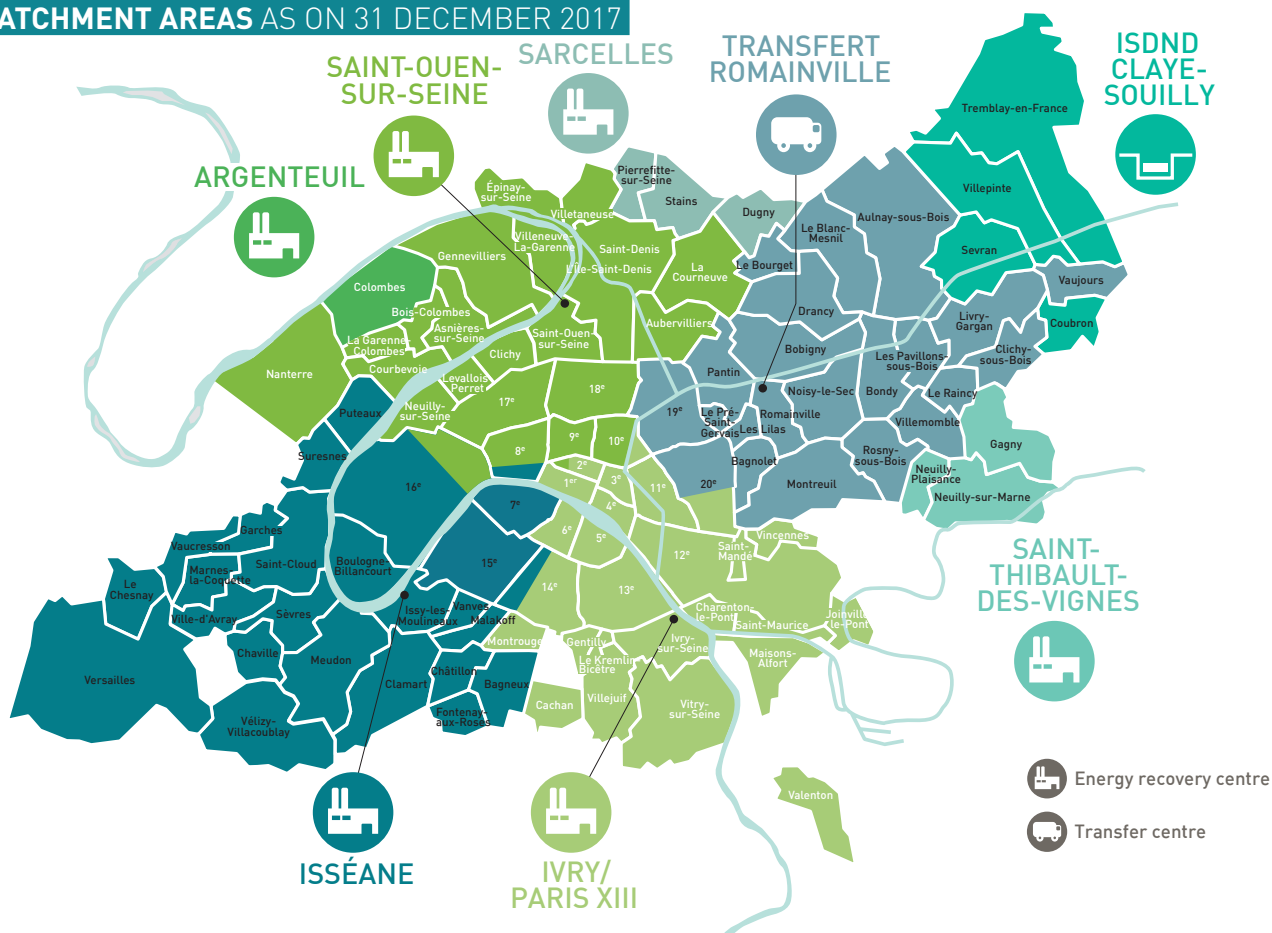 ATCHMENT AREAS AS ON 31 DECEMBER 2017
SAINT-OUEN-
SUR-SEINE
SARCELLES
TRANSFERT
ROMAINVILLE
ISDND
CLAYE-
SOUILLY
ARGENTEUIL
Tremblay-en-France
Villepinte
Sevran
Vaujours
Coubron
Pierrefitte-
sur-Seine
Stains
Dugny
Épinay-
sur-Seine
Villetaneuse
Villeneuve-
La-Garenne
Saint-Denis
L'Île-Saint-Denis
La
Courneuve
Gennevilliers
Colombes
Bois-Colombes
Asnières-
sur-Seine
La Garenne-
Colombes
Courbevoie
Nanterre
Clichy
Levallois
Perret
Neuilly-
sur-Seine
Saint-Ouen-
sur-Seine
Aubervilliers
Le Bourget
Le Blanc-
Mesnil
Aulnay-sous-Bois
Drancy
Bobigny
Pantin
Livry-
Gargan
Clichy-
sous-Bois
Les Pavillons-
sous-Bois
Le Raincy
Noisy-le-Sec
Bondy
Romainville
Le Pré-
Saint-
Gervais
Les Lilas
Villemomble
Rosny-
sous-Bois
Bagnolet
Montreuil
Gagny
Neuilly-
Plaisance
Neuilly-sur-Marne
17e
18e
19e
8e
9e
10e
2e
1er
3e
4e
11e
20e
16e
7e
6e
5e
15e
14e
13e
12e
Puteaux
Suresnes
Garches
Vaucresson
Marnes-
la-Coquette
Saint-Cloud
Boulogne-
Billancourt
Le
Chesnay
Ville-d'Avray
Sèvres
Issy-les-
Moulineaux
Vanves
Malakoff
Chaville
Meudon
Versailles
Clamart
Châtillon
Bagneux
Fontenay-
aux-Roses
Vélizy-
Villacoublay
Montrouge
Gentilly
Le Kremlin-
Bicêtre
Cachan
Villejuif
Ivry-
sur-Seine
Vitry-
sur-Seine
Charenton-
le-Pont
Saint-Maurice
Joinville-
le-Pont
Maisons-
Alfort
Saint-
Mandé
Vincennes
Valenton
SAINT-
THIBAULT-
DES-VIGNES
ISSÉANE
IVRY/
PARIS XIII
Energy recovery centre
Transfer centre